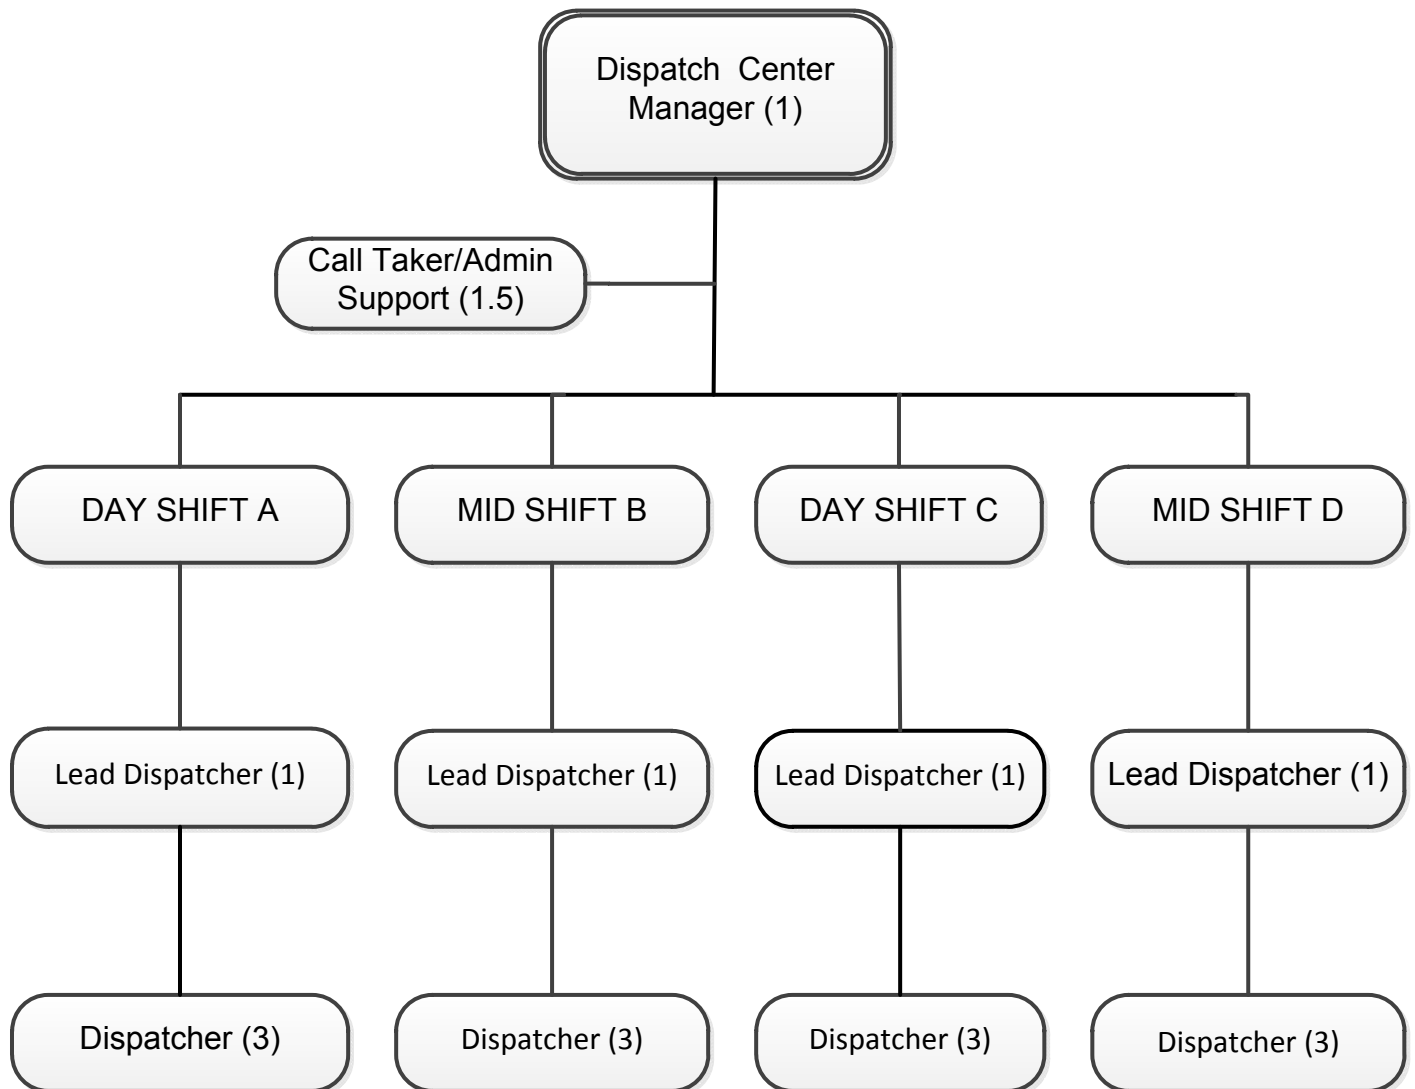 Dispatch Center
Manager (1)
Call Taker/Admin
Support (1.5)
DAY SHIFT A
MID SHIFT B
DAY SHIFT C
MID SHIFT D
Lead Dispatcher (1)
Lead Dispatcher (1)
Lead Dispatcher (1)
Lead Dispatcher (1)
Dispatcher (3)
Dispatcher (3)
Dispatcher (3)
Dispatcher (3)